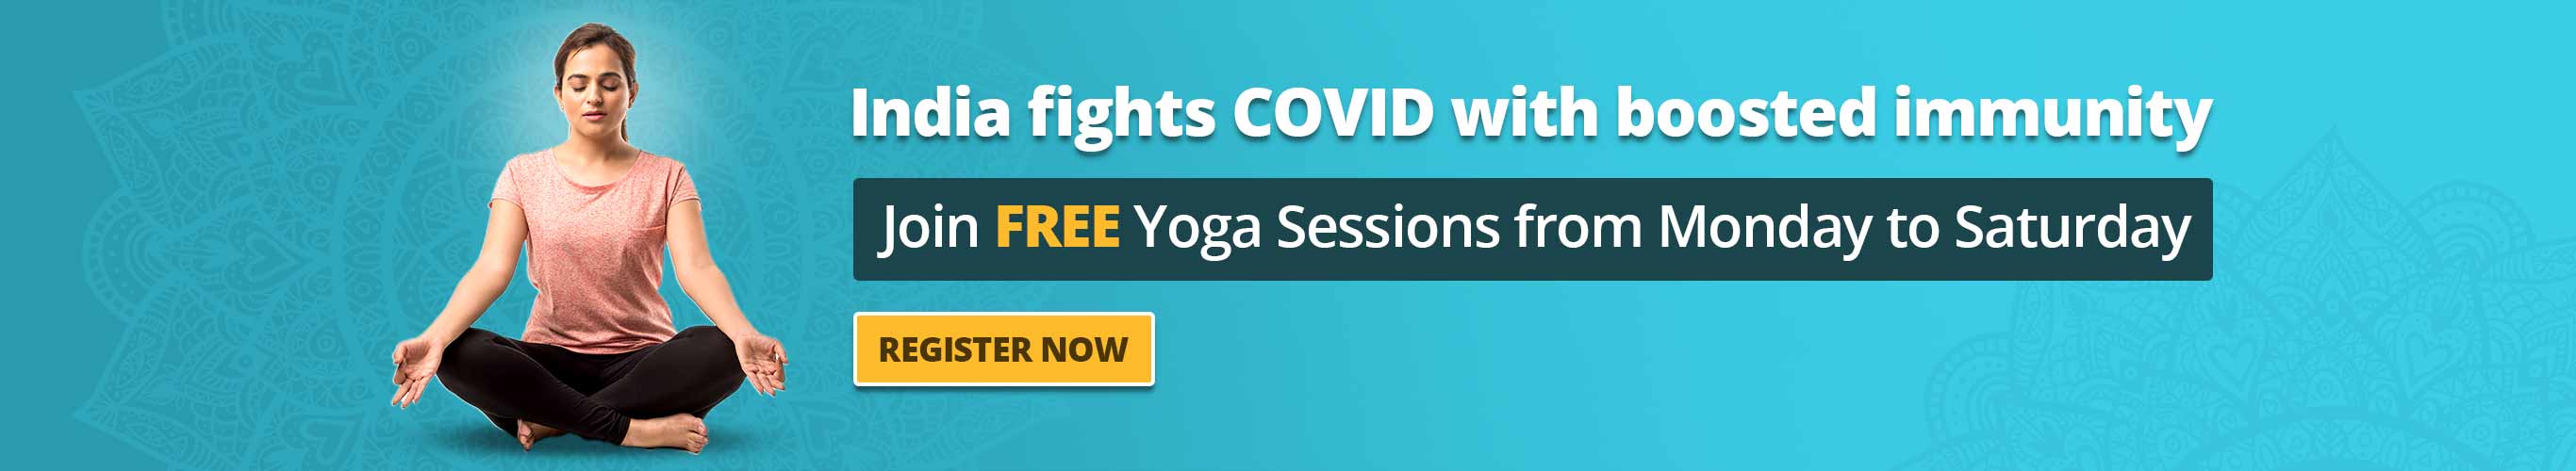 India fights COVID with boosted immunity
Join FREE Yoga Sessions from Monday to Saturday
REGISTER NOW